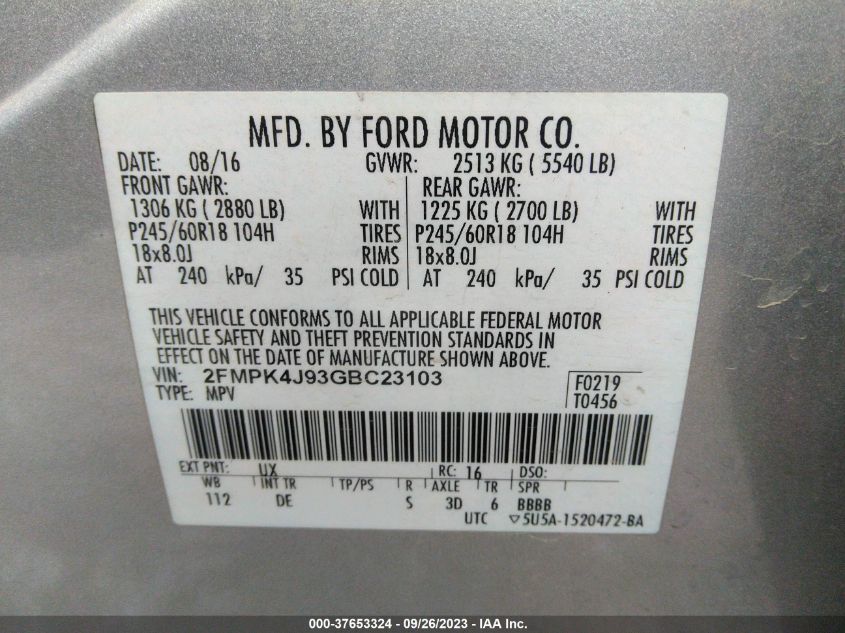 MFD. BY FORD MOTOR CO.
DATE: 08/16 GVWR: 2513 KG ( 5540 LB)
FRONT GAWR: REAR GAWR:
1306 KG ( 2880 LB) WITH 1225 KG ( 2700 LB) WITH
P245/60R18 104H TIRES P245/60R18 104H TIRES
18x8.0J RIMS 18x8.0J RIMS
AT 240 kPa/ 35 PSI COLD AT 240 kPa/ 35 PSI COLD
THIS VEHICLE CONFORMS TO ALL APPLICABLE FEDERAL MOTOR
VEHICLE SAFETY AND THEFT PREVENTION STANDARDS IN
EFFECT ON THE DATE OF MANUFACTURE SHOWN ABOVE.
VIN: 2FMPK4J93GBC23103 F0219
TYPE: MPV T0456
EXT PNT: UX RC: 16 DSO:
WB INT TR TP/PS R AXLE TR SPR
112 DE S 3D 6 BBBB
UTC ▽5U5A-1520472-BA
000-37653324 - 09/26/2023 - IAA Inc.